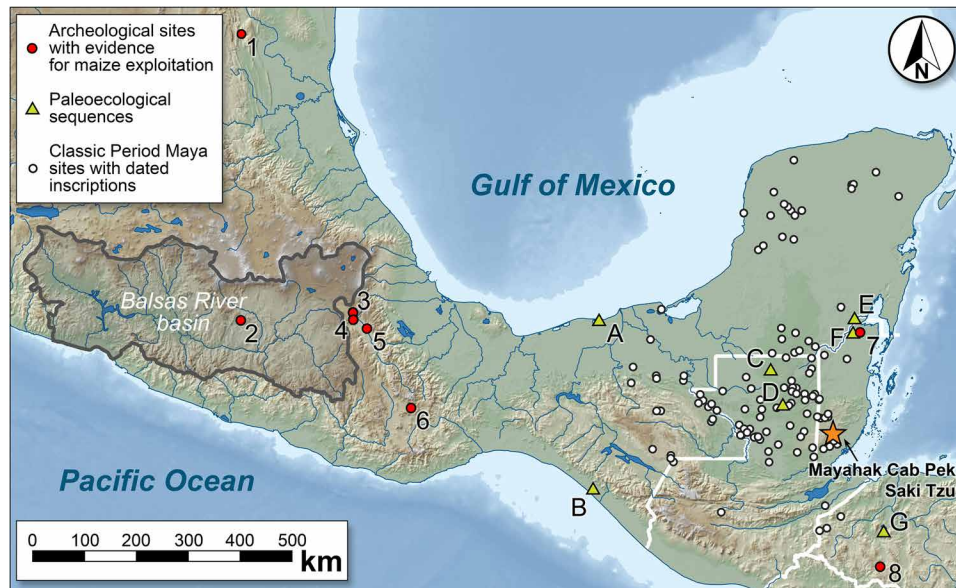 Archeological sites
with evidence
for maize exploitation
Paleoecological
sequences
Classic Period Maya
sites with dated
inscriptions
1
N
Gulf of Mexico
Balsas River
basin
2
3
4
5
6
A
B
C
D
E
F
7
Mayahak Cab Pek
Saki Tzu
G
8
Pacific Ocean
0 100 200 300 400 500
km